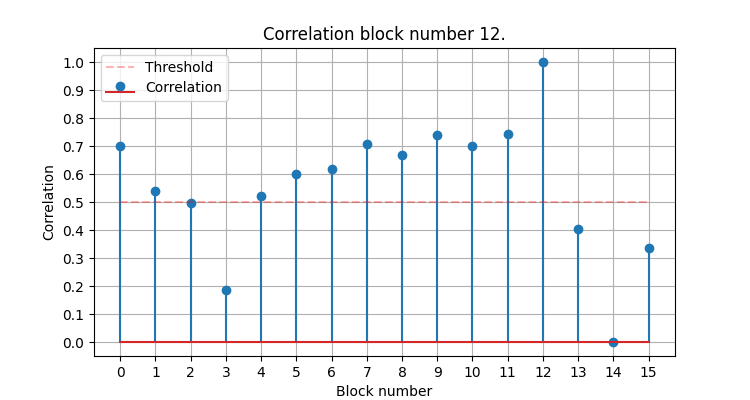 Correlation block number 12.
Threshold
Correlation
Correlation
1.0
0.9
0.8
0.7
0.6
0.5
0.4
0.3
0.2
0.1
0.0
0 1 2 3 4 5 6 7 8 9 10 11 12 13 14 15
Block number